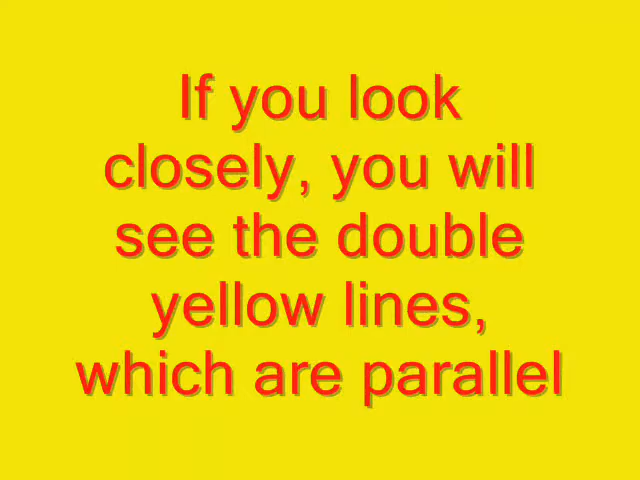 If you look
closely, you will
see the double
yellow lines,
which are parallel